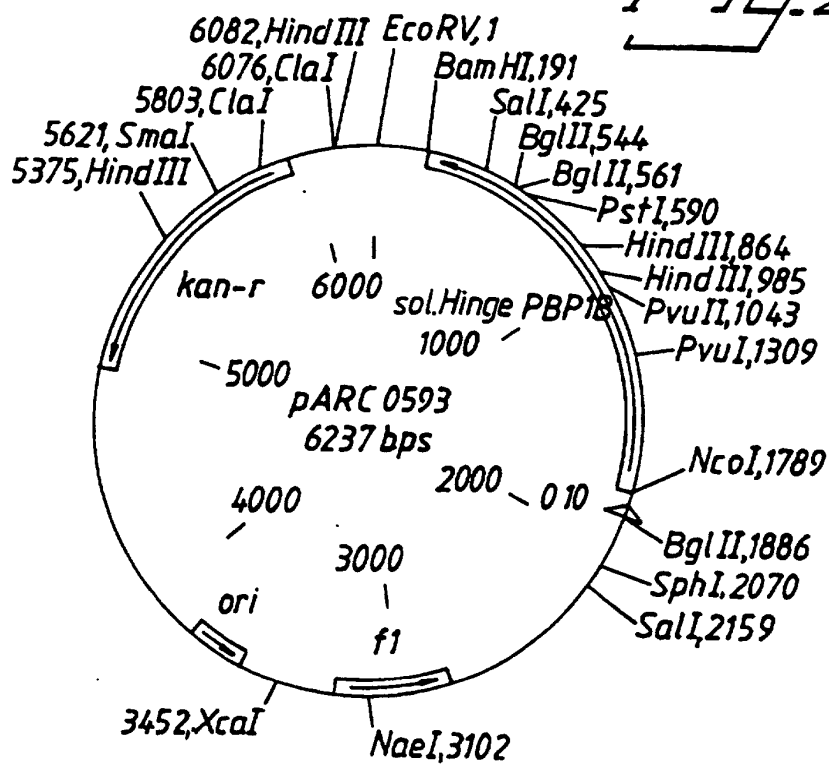 6082,HindIII
EcoRV,1
6076,ClaI
BamHI,191
5803,ClaI
SalI,425
5621,SmaI
BglII,544
5375,HindIII
BglII,561
PstI,590
HindIII,864
HindIII,985
PvuII,1043
PvuI,1309
kan-r
6000
sol.Hinge PBP1B
1000
5000
pARC 0593
6237 bps
NcoI,1789
2000
O10
4000
BglII,1886
3000
SphI,2070
SalI,2159
ori
f1
3452,XcaI
NaeI,3102